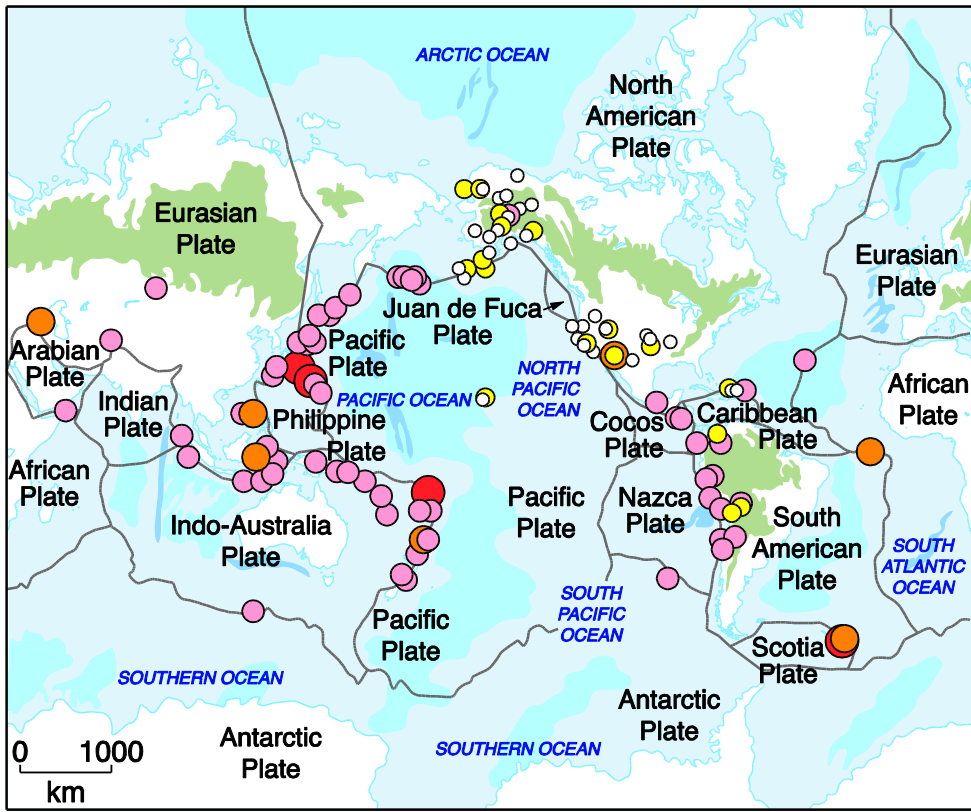 ARCTIC OCEAN
North
American
Plate
Eurasian
Plate
Eurasian
Plate
Juan de Fuca
Plate
Pacific
Plate
Arabian
Plate
NORTH
PACIFIC
OCEAN
African
Plate
Indian
Plate
PACIFIC OCEAN
Philippine
Plate
Cocos
Plate
Caribbean
Plate
African
Plate
Indo-Australia
Plate
Pacific
Plate
Nazca
Plate
South
American
Plate
SOUTH
ATLANTIC
OCEAN
SOUTH
PACIFIC
OCEAN
Pacific
Plate
Scotia
Plate
SOUTHERN OCEAN
Antarctic
Plate
Antarctic
Plate
SOUTHERN OCEAN
0 1000
km